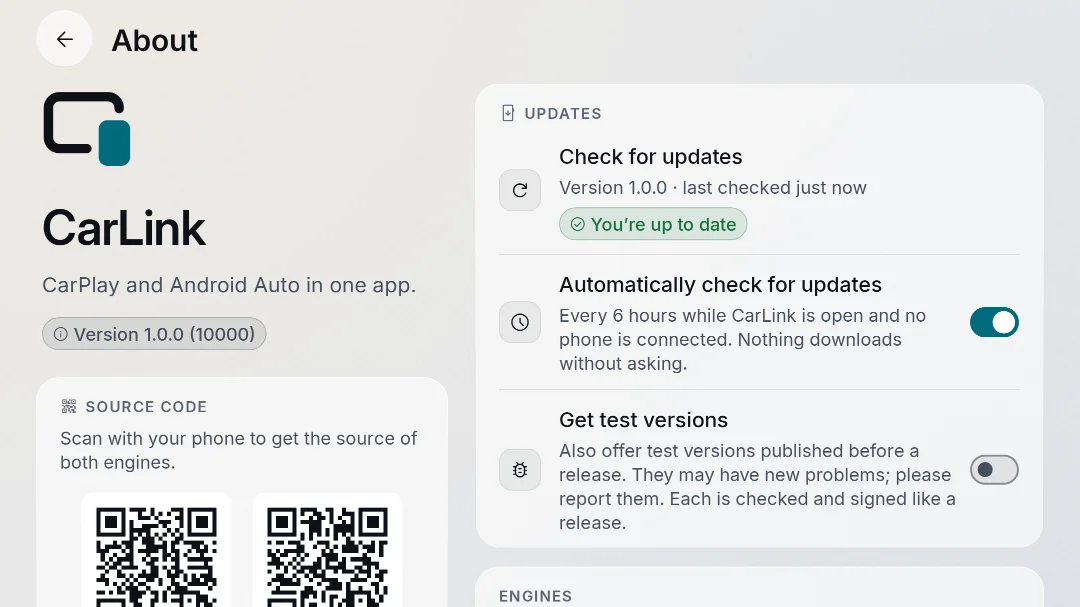 About
CarLink
CarPlay and Android Auto in one app.
Version 1.0.0 (10000)
SOURCE CODE
Scan with your phone to get the source of
both engines.
UPDATES
Check for updates
Version 1.0.0 · last checked just now
You’re up to date
Automatically check for updates
Every 6 hours while CarLink is open and no
phone is connected. Nothing downloads
without asking.
Get test versions
Also offer test versions published before a
release. They may have new problems; please
report them. Each is checked and signed like a
release.
ENGINES